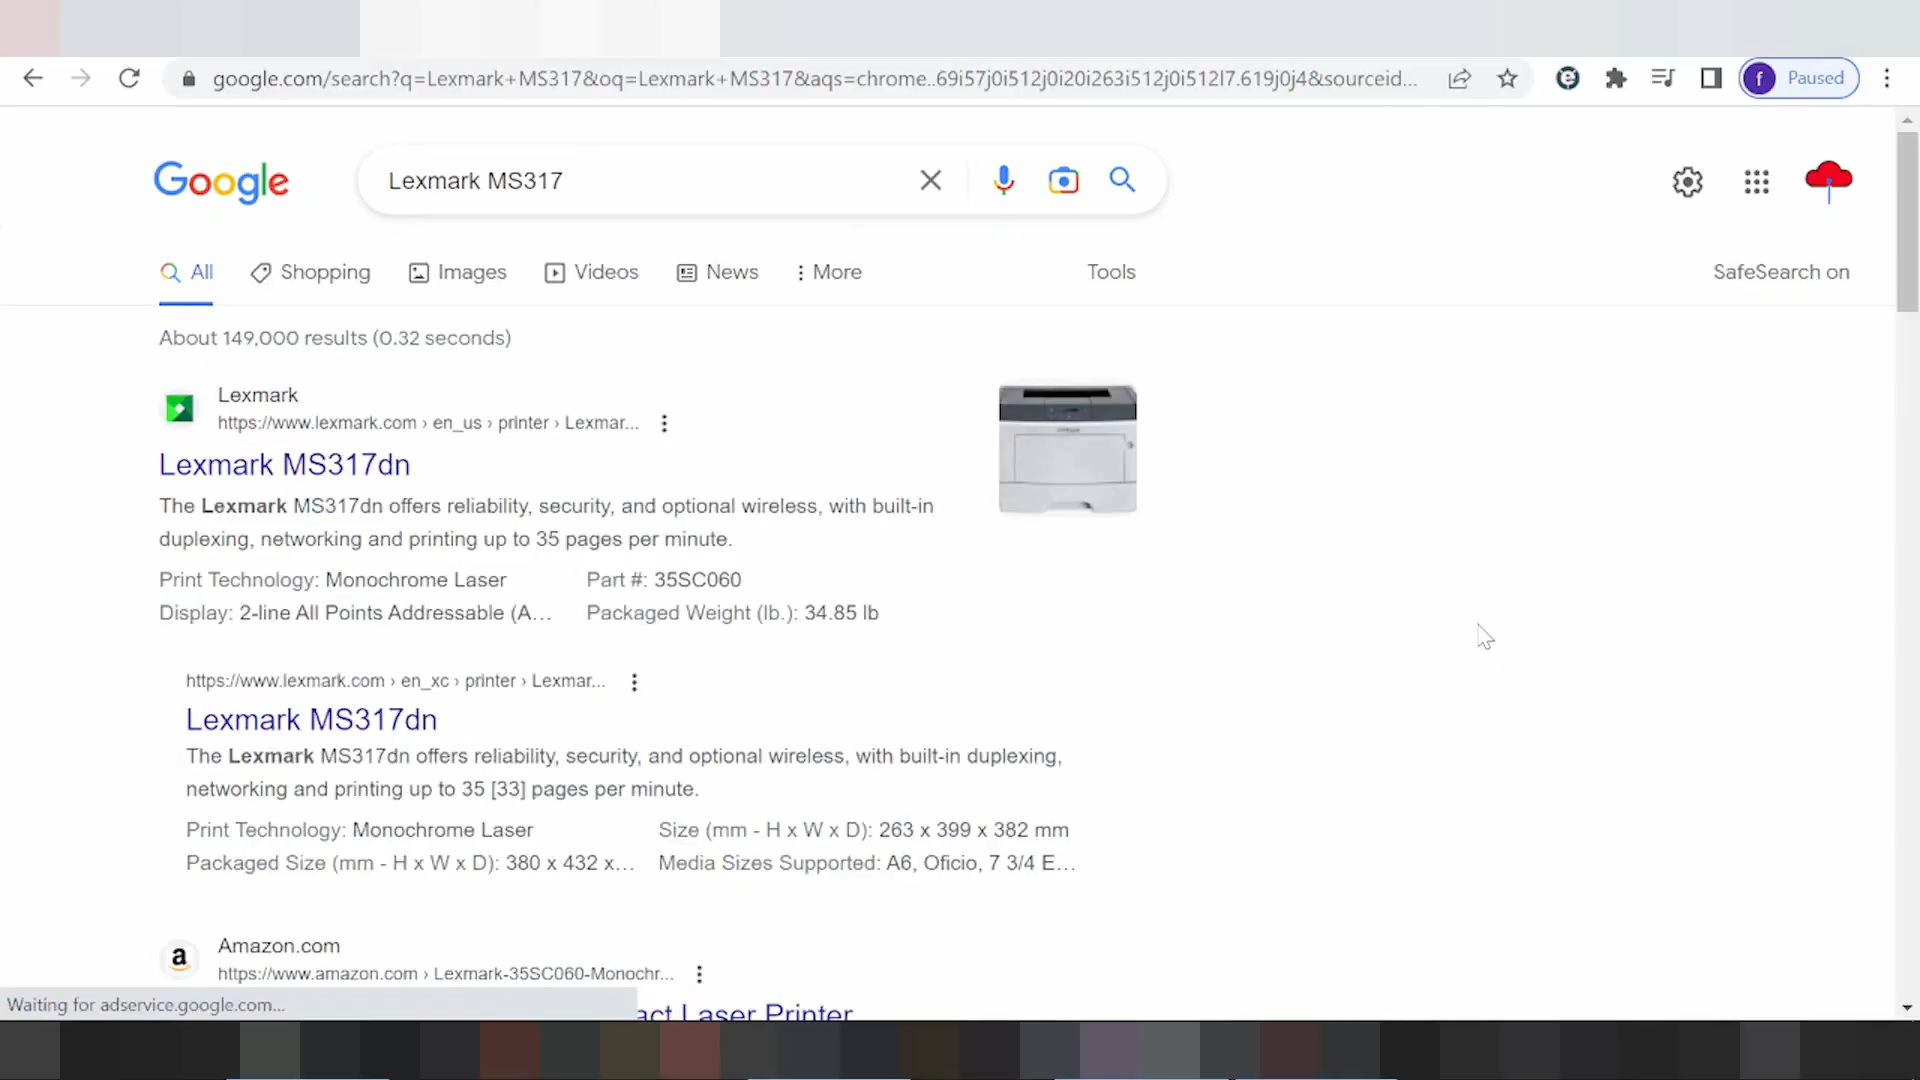 google.com/search?q=Lexmark+MS317&oq=Lexmark+MS317&aqs=chrome..69i57j0i512j0i20i263i512j0i512l7.619j0j4&sourceid...
f Paused
Google
Lexmark MS317
All Shopping Images Videos News More Tools SafeSearch on
About 149,000 results (0.32 seconds)
Lexmark
https://www.lexmark.com › en_us › printer › Lexmar...
Lexmark MS317dn
The Lexmark MS317dn offers reliability, security, and optional wireless, with built-in
duplexing, networking and printing up to 35 pages per minute.
Print Technology: Monochrome Laser Part #: 35SC060
Display: 2-line All Points Addressable (A... Packaged Weight (lb.): 34.85 lb
https://www.lexmark.com › en_xc › printer › Lexmar...
Lexmark MS317dn
The Lexmark MS317dn offers reliability, security, and optional wireless, with built-in duplexing,
networking and printing up to 35 [33] pages per minute.
Print Technology: Monochrome Laser Size (mm - H x W x D): 263 x 399 x 382 mm
Packaged Size (mm - H x W x D): 380 x 432 x... Media Sizes Supported: A6, Oficio, 7 3/4 E...
a Amazon.com
https://www.amazon.com › Lexmark-35SC060-Monochr...
Waiting for adservice.google.com...
act Laser Printer